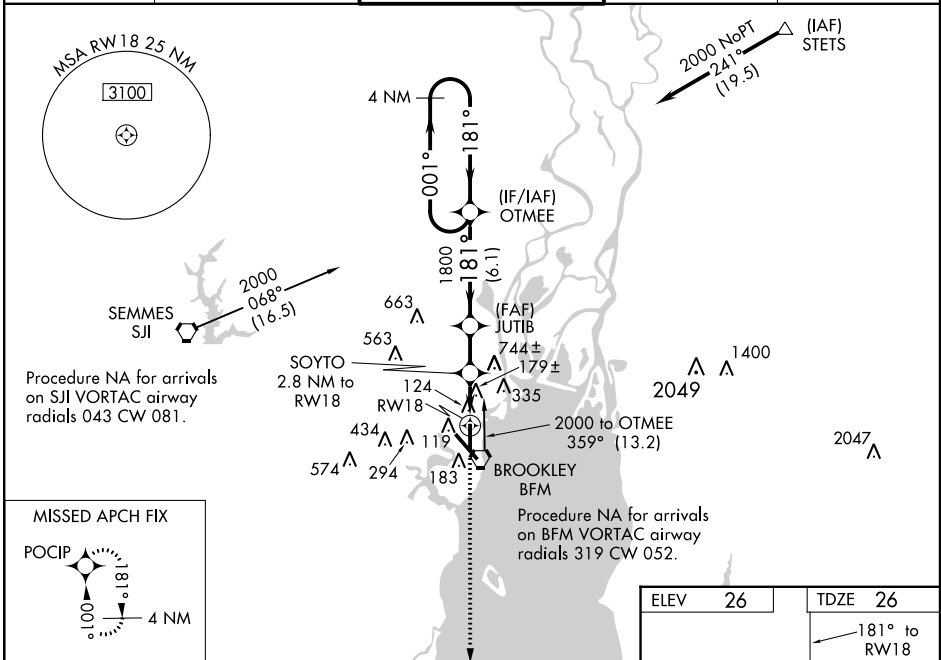 MSA RW18 25 NM
3100
2000 NoPT
241°
(19.5)
(IAF)
STETS
4 NM
001°
181°
(IF/IAF)
OTMEE
1800
181°
(6.1)
SEMMES
SJI
2000
068°
(16.5)
Procedure NA for arrivals
on SJI VORTAC airway
radials 043 CW 081.
663
563
(FAF)
JUTIB
SOYTO
2.8 NM to
RW18
744±
179±
335
124
RW18
119
434
294
574
183
2049
1400
2047
2000 to OTMEE
359° (13.2)
BROOKLEY
BFM
Procedure NA for arrivals
on BFM VORTAC airway
radials 319 CW 052.
MISSED APCH FIX
POCIP
181°
001°
4 NM
ELEV 26
TDZE 26
181° to
RW18